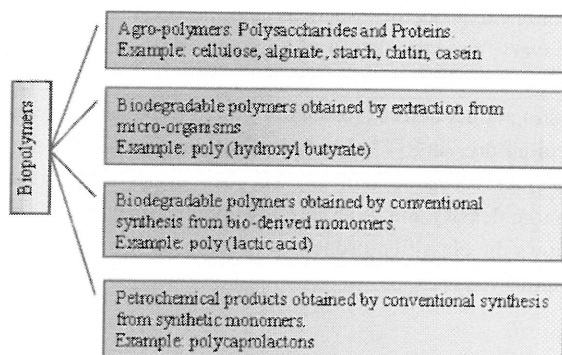 Biopolymers
Agro-polymers: Polysaccharides and Proteins.
Example: cellulose, alginate, starch, chitin, casein
Biodegradable polymers obtained by extraction from
micro-organisms
Example: poly (hydroxyl butyrate)
Biodegradable polymers obtained by conventional
synthesis from bio-derived monomers.
Example: poly (lactic acid)
Petrochemical products obtained by conventional synthesis
from synthetic monomers.
Example: polycaprolactons